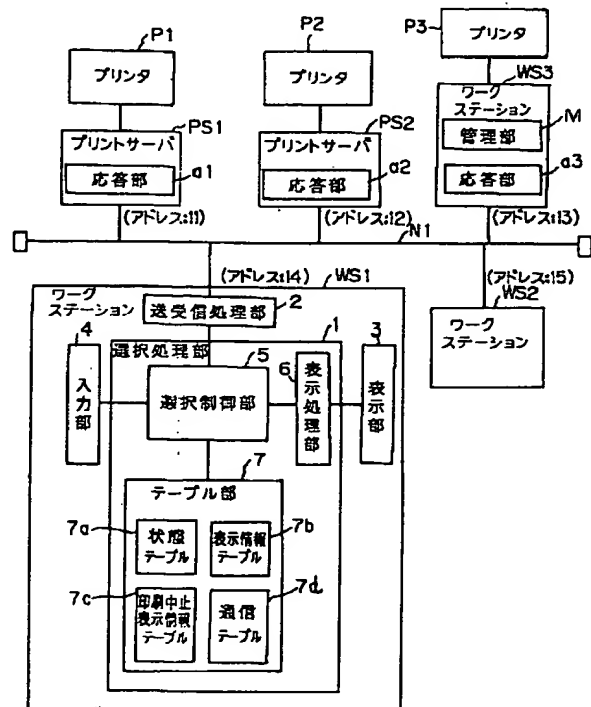 P1
プリンタ
P2
プリンタ
P3
プリンタ
WS3
ワーク
ステーション
管理部
M
応答部
a3
PS1
プリントサーバ
応答部
a1
PS2
プリントサーバ
応答部
a2
(アドレス:11)
(アドレス:12)
(アドレス:13)
N1
(アドレス:14)
WS1
(アドレス:15)
WS2
ワーク
ステーション
ワーク
ステーション
送受信処理部
2
1
選択処理部
3
4
入力部
5
選択制御部
6
表示処理部
表示部
7
テーブル部
7a
状態
テーブル
7b
表示情報
テーブル
7c
印刷中止
表示情報
テーブル
7d
通信
テーブル